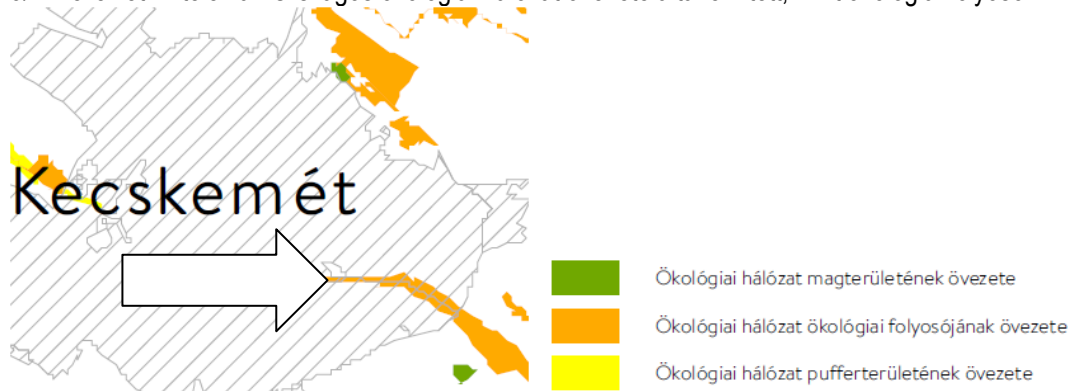 Kecskemét
Ökológiai hálózat magterületének övezete
Ökológiai hálózat ökológiai folyosójának övezete
Ökológiai hálózat pufferterületének övezete